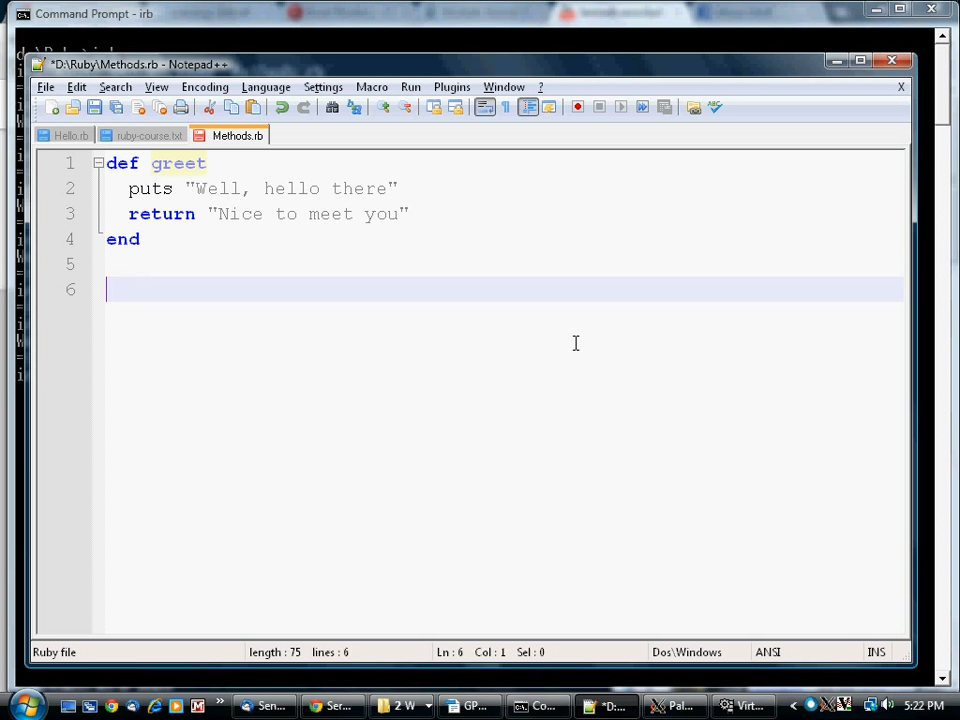 Command Prompt - irb
*D:\Ruby\Methods.rb - Notepad++
File Edit Search View Encoding Language Settings Macro Run Plugins Window ? X
Hello.rb ruby-course.txt Methods.rb
1 def greet
2 puts "Well, hello there"
3 return "Nice to meet you"
4 end
5
6
Ruby file length : 75 lines : 6 Ln : 6 Col : 1 Sel : 0 Dos\Windows ANSI INS
Sen... Ser... 2 W GP... Co... *D:... Pal... Virt... 5:22 PM